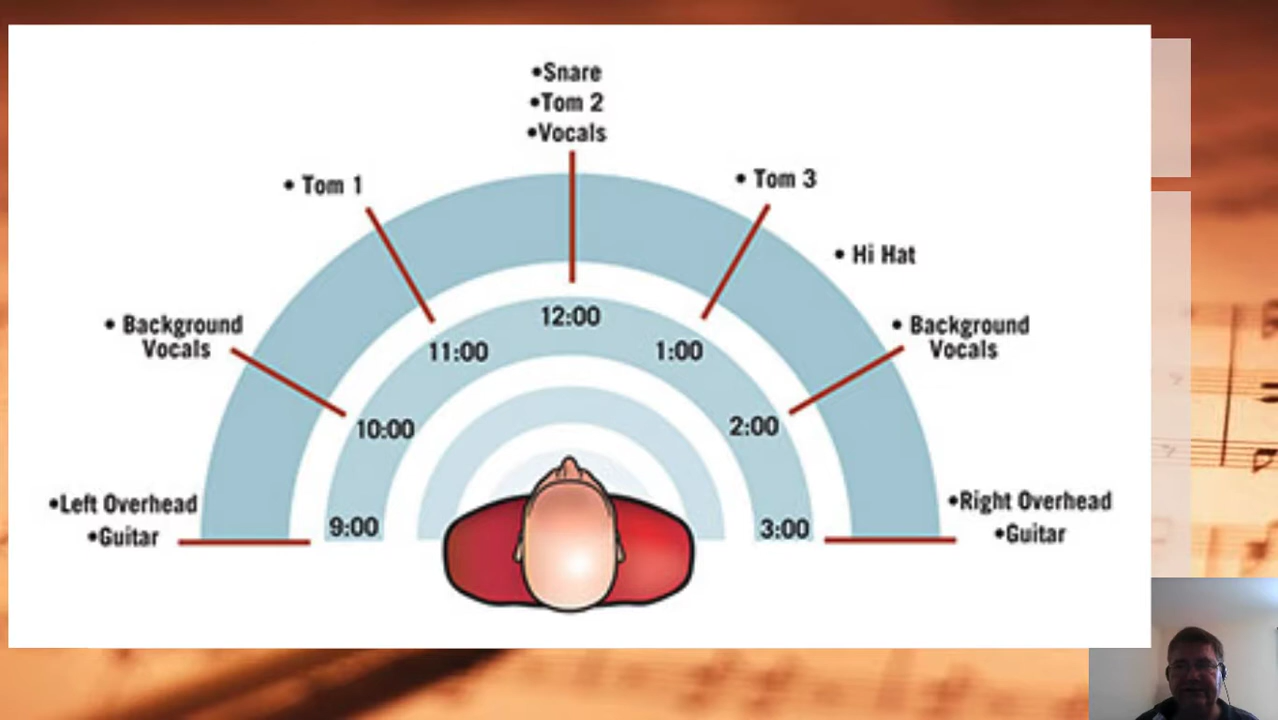 •Snare
•Tom 2
•Vocals
• Tom 1
• Tom 3
• Hi Hat
• Background
Vocals
• Background
Vocals
12:00
11:00
1:00
10:00
2:00
•Left Overhead
•Guitar
9:00
3:00
•Right Overhead
•Guitar